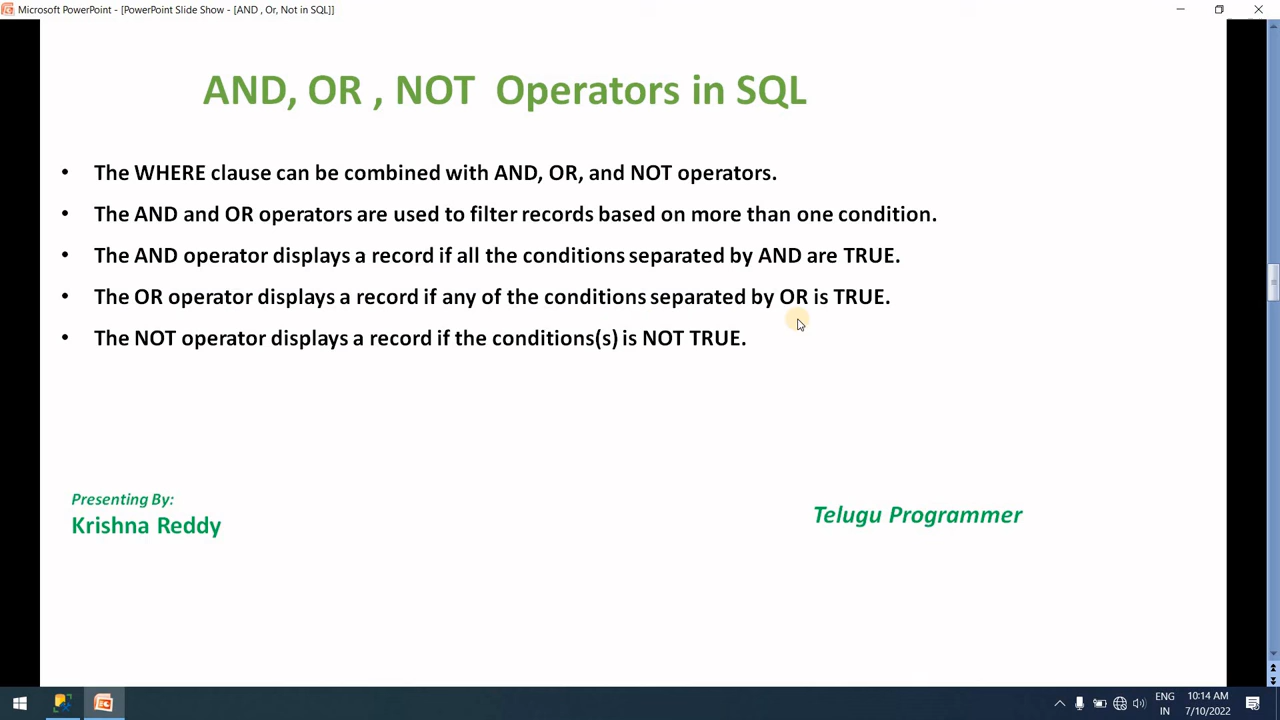 Microsoft PowerPoint - [PowerPoint Slide Show - [AND , Or, Not in SQL]]
AND, OR , NOT  Operators in SQL
• The WHERE clause can be combined with AND, OR, and NOT operators.
• The AND and OR operators are used to filter records based on more than one condition.
• The AND operator displays a record if all the conditions separated by AND are TRUE.
• The OR operator displays a record if any of the conditions separated by OR is TRUE.
• The NOT operator displays a record if the conditions(s) is NOT TRUE.
Presenting By:
Krishna Reddy
Telugu Programmer
ENG
IN
10:14 AM
7/10/2022